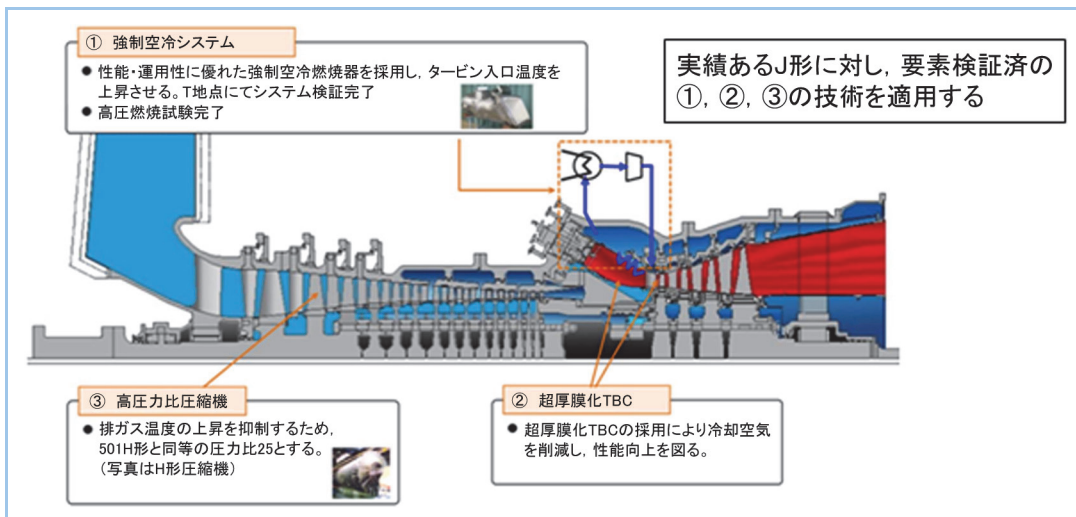 ① 強制空冷システム
● 性能・運用性に優れた強制空冷燃焼器を採用し，タービン入口温度を
上昇させる。T地点にてシステム検証完了
● 高圧燃焼試験完了
実績あるJ形に対し，要素検証済の
①，②，③の技術を適用する
③ 高圧力比圧縮機
● 排ガス温度の上昇を抑制するため，
501H形と同等の圧力比25とする。
（写真はH形圧縮機）
② 超厚膜化TBC
● 超厚膜化TBCの採用により冷却空気
を削減し，性能向上を図る。